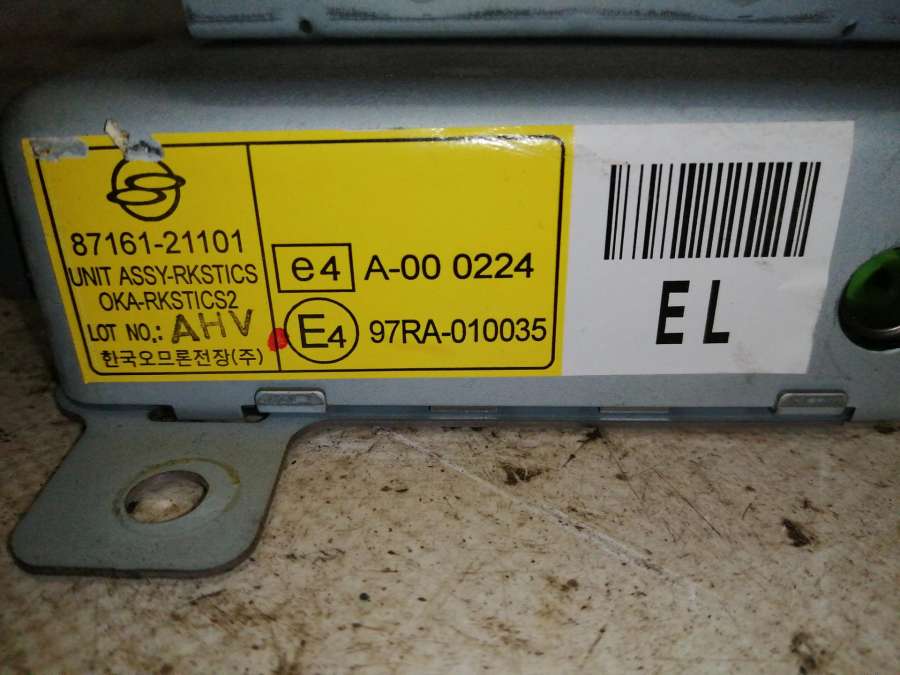 87161-21101
UNIT ASSY-RKSTICS
OKA-RKSTICS2
LOT NO.: AHV
한국오므론전장(주)
e4 A-00 0224
E4 97RA-010035
EL